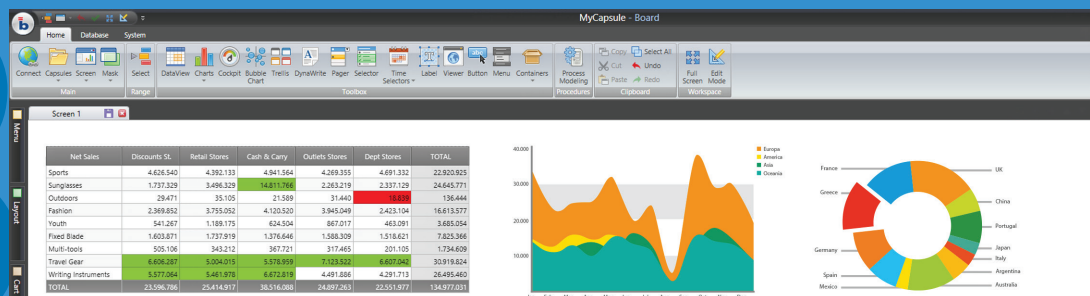 MyCapsule - Board
Home Database System
Connect Capsules Screen Mask Select DataView Charts Cockpit Bubble Chart Trellis DynaWrite Pager Selector Time Selectors Label Viewer Button Menu Containers Process Modeling Copy Select All Cut Undo Paste Redo Full Screen Edit Mode
Main Range Toolbox Procedures Clipboard Workspace
Screen 1
Menu
Layout
Cart
Net Sales Discounts St. Retail Stores Cash & Carry Outlets Stores Dept Stores TOTAL
Sports 4.626.540 4.392.133 4.941.564 4.269.355 4.691.332 22.920.925
Sunglasses 1.737.329 3.496.329 14.811.766 2.263.219 2.337.129 24.645.771
Outdoors 29.471 35.105 21.589 31.440 18.839 136.444
Fashion 2.369.852 3.755.052 4.120.520 3.945.049 2.423.104 16.613.577
Youth 541.267 1.189.175 624.504 867.017 463.091 3.685.054
Fixed Blade 1.603.871 1.737.919 1.376.646 1.588.309 1.518.621 7.825.366
Multi-tools 505.106 343.212 367.721 317.465 201.105 1.734.609
Travel Gear 6.606.287 5.004.015 5.578.959 7.123.522 6.607.042 30.919.824
Writing Instruments 5.577.064 5.461.978 6.672.819 4.491.886 4.291.713 26.495.460
TOTAL 23.596.786 25.414.917 38.516.088 24.897.263 22.551.977 134.977.031
40.000
30.000
20.000
10.000
Europa
America
Asia
Oceania
France
Greece
Germany
Spain
Mexico
UK
China
Portugal
Japan
Italy
Argentina
Australia